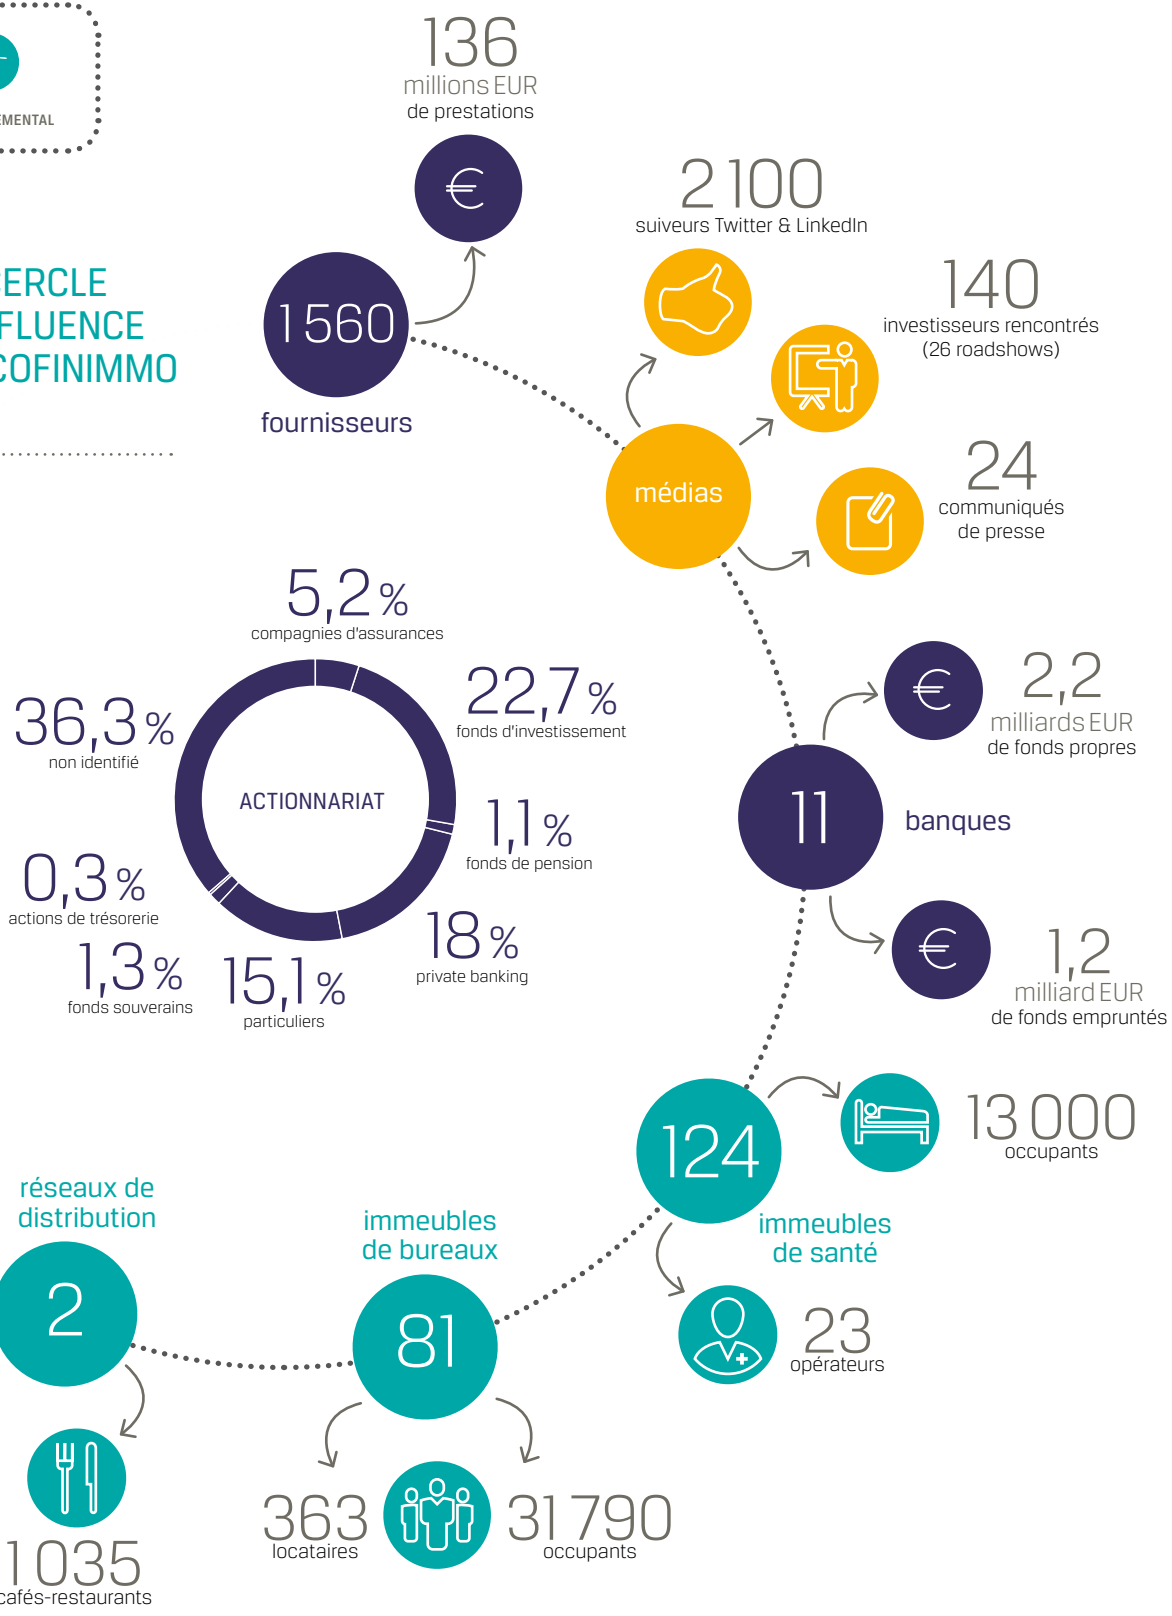 136
millions EUR
de prestations
2 100
suiveurs Twitter & LinkedIn
140
investisseurs rencontrés
(26 roadshows)
COFINIMMO
1 560
fournisseurs
médias
24
communiqués
de presse
5,2 %
compagnies d'assurances
22,7 %
fonds d'investissement
36,3 %
non identifié
ACTIONNARIAT
1,1 %
fonds de pension
0,3 %
actions de trésorerie
18 %
private banking
1,3 %
fonds souverains
15,1 %
particuliers
2,2
milliards EUR
de fonds propres
11
banques
1,2
milliard EUR
de fonds empruntés
124
immeubles
de santé
13 000
occupants
23
opérateurs
réseaux de
distribution
2
immeubles
de bureaux
81
363
locataires
31 790
occupants
1 035
cafés-restaurants